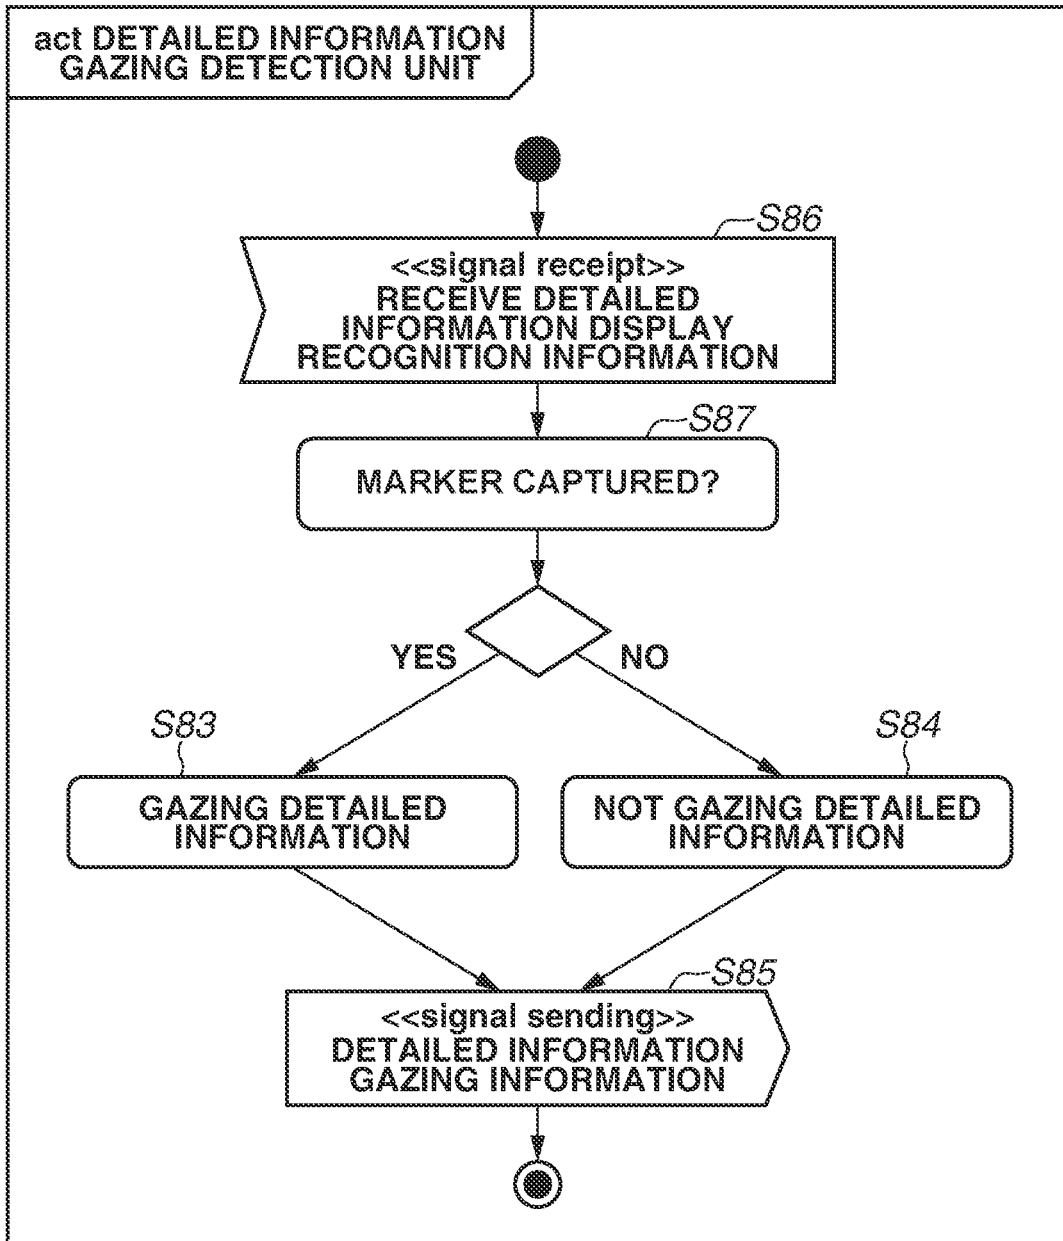 act DETAILED INFORMATION
GAZING DETECTION UNIT
S86
<<signal receipt>>
RECEIVE DETAILED
INFORMATION DISPLAY
RECOGNITION INFORMATION
S87
MARKER CAPTURED?
YES
NO
S83
GAZING DETAILED
INFORMATION
S84
NOT GAZING DETAILED
INFORMATION
S85
<<signal sending>>
DETAILED INFORMATION
GAZING INFORMATION